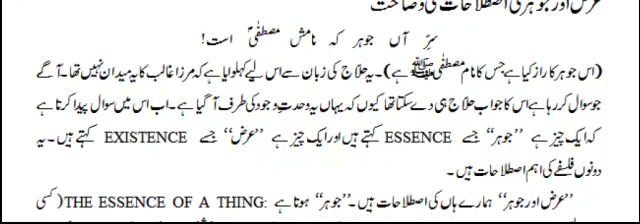 عرض اور جوہر کی اصطلاحات کی وضاحت
سرِّ آں جوہر کہ نامش مصطفیٰؐ است!
(اس جوہر کا راز کیا ہے جس کا نام مصطفیٰ ﷺ ہے)۔ یہ حلاج کی زبان سے اس لیے کہلوایا ہے کہ مرزا غالب کا یہ میدان نہیں تھا۔ آگے
جو سوال کر رہا ہے اس کا جواب حلاج ہی دے سکتا تھا کیوں کہ یہاں یہ وحدتِ وجود کی طرف آ گیا ہے۔ اب اس میں سوال پیدا کرتا ہے
کہ ایک چیز ہے ’’جوہر‘‘ جسے ESSENCE کہتے ہیں اور ایک چیز ہے ’’عرض‘‘ جسے EXISTENCE کہتے ہیں۔ یہ
دونوں فلسفے کی اہم اصطلاحات ہیں۔
’’عرض اور جوہر‘‘ ہمارے ہاں کی اصطلاحات ہیں۔ ’’جوہر‘‘ ہوتا ہے :THE ESSENCE OF A THING (کسی